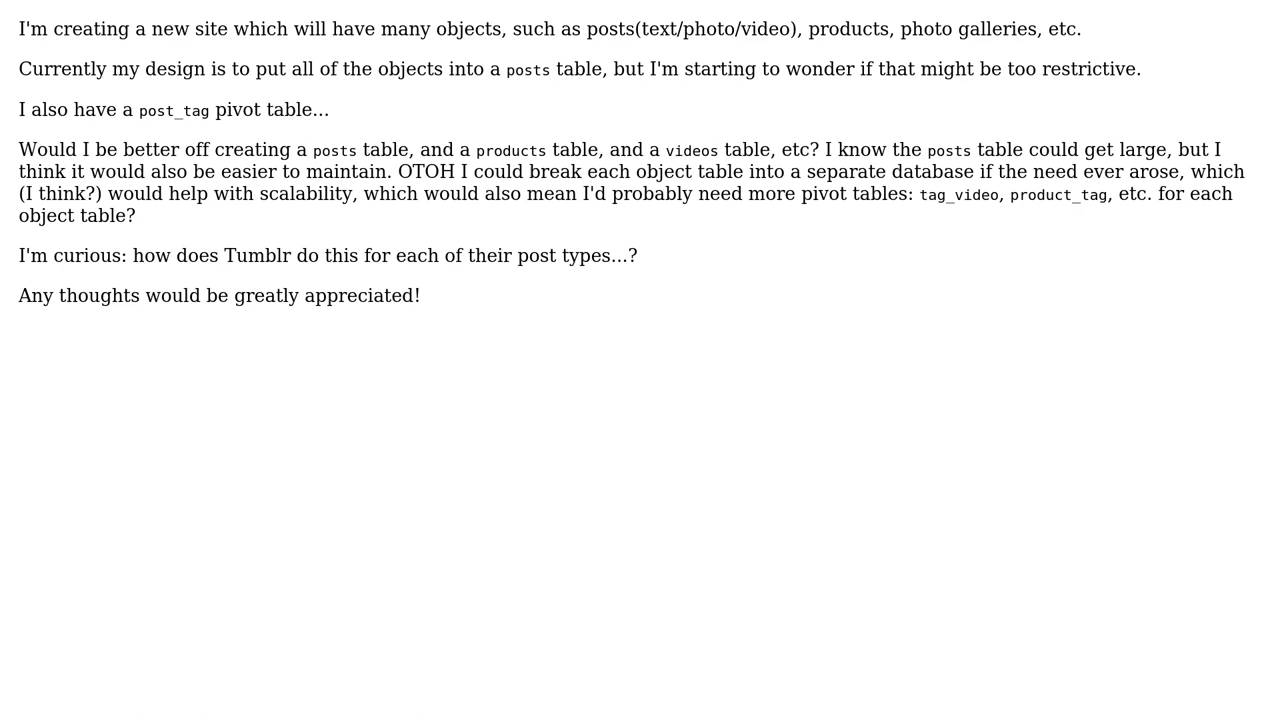 I'm creating a new site which will have many objects, such as posts(text/photo/video), products, photo galleries, etc.
Currently my design is to put all of the objects into a posts table, but I'm starting to wonder if that might be too restrictive.
I also have a post_tag pivot table...
Would I be better off creating a posts table, and a products table, and a videos table, etc? I know the posts table could get large, but I
think it would also be easier to maintain. OTOH I could break each object table into a separate database if the need ever arose, which
(I think?) would help with scalability, which would also mean I'd probably need more pivot tables: tag_video, product_tag, etc. for each
object table?
I'm curious: how does Tumblr do this for each of their post types...?
Any thoughts would be greatly appreciated!